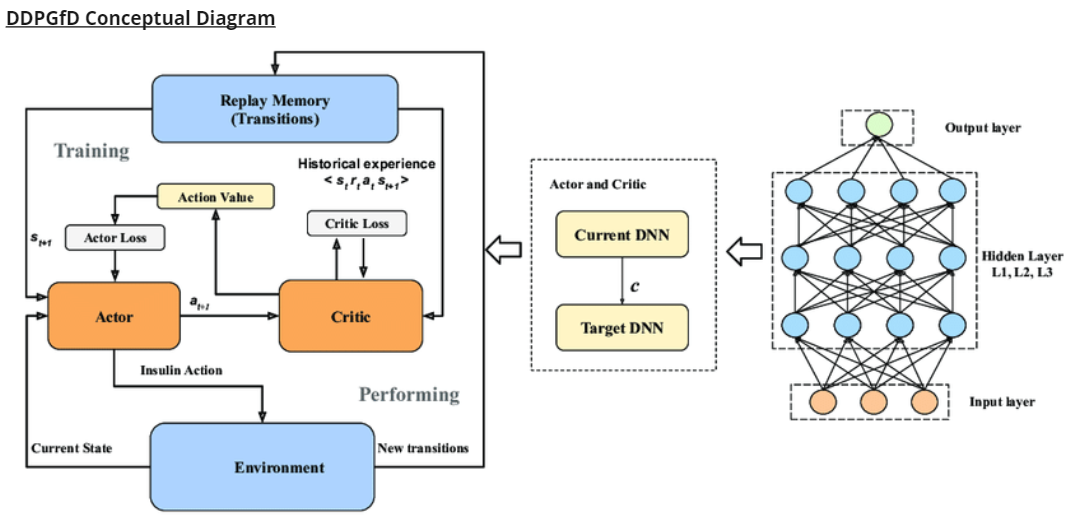 DDPGfD Conceptual Diagram
Replay Memory
(Transitions)
Training
Historical experience
< s_t r_t a_t s_{t+1} >
Action Value
Critic Loss
Actor Loss
s_{t+1}
Actor
a_{t+1}
Critic
Insulin Action
Performing
Current State
New transitions
Environment
Actor and Critic
Current DNN
c
Target DNN
Output layer
Hidden Layer
L1, L2, L3
Input layer